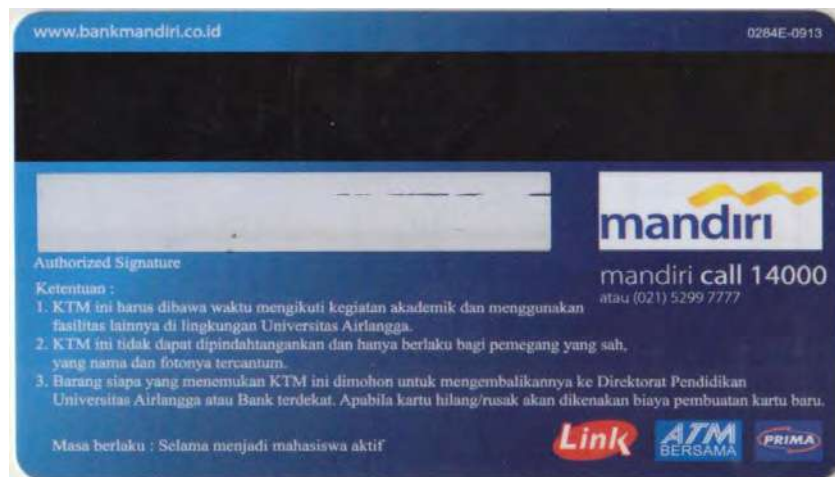 www.bankmandiri.co.id
0284E-0913
mandiri
Authorized Signature
mandiri call 14000
atau (021) 5299 7777
Ketentuan :
1. KTM ini harus dibawa waktu mengikuti kegiatan akademik dan menggunakan
fasilitas lainnya di lingkungan Universitas Airlangga.
2. KTM ini tidak dapat dipindahtangankan dan hanya berlaku bagi pemegang yang sah,
yang nama dan fotonya tercantum.
3. Barang siapa yang menemukan KTM ini dimohon untuk mengembalikannya ke Direktorat Pendidikan
Universitas Airlangga atau Bank terdekat. Apabila kartu hilang/rusak akan dikenakan biaya pembuatan kartu baru.
Masa berlaku : Selama menjadi mahasiswa aktif
Link
ATM
BERSAMA
PRIMA